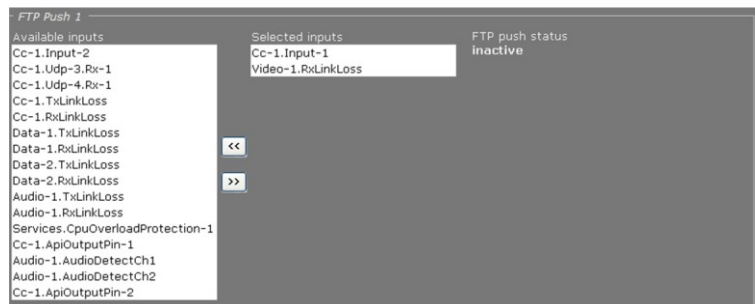 FTP Push 1
Available inputs
Cc-1.Input-2
Cc-1.Udp-3.Rx-1
Cc-1.Udp-4.Rx-1
Cc-1.TxLinkLoss
Cc-1.RxLinkLoss
Data-1.TxLinkLoss
Data-1.RxLinkLoss
Data-2.TxLinkLoss
Data-2.RxLinkLoss
Audio-1.TxLinkLoss
Audio-1.RxLinkLoss
Services.CpuOverloadProtection-1
Cc-1.ApiOutputPin-1
Audio-1.AudioDetectCh1
Audio-1.AudioDetectCh2
Cc-1.ApiOutputPin-2
<<
>>
Selected inputs
Cc-1.Input-1
Video-1.RxLinkLoss
FTP push status
inactive